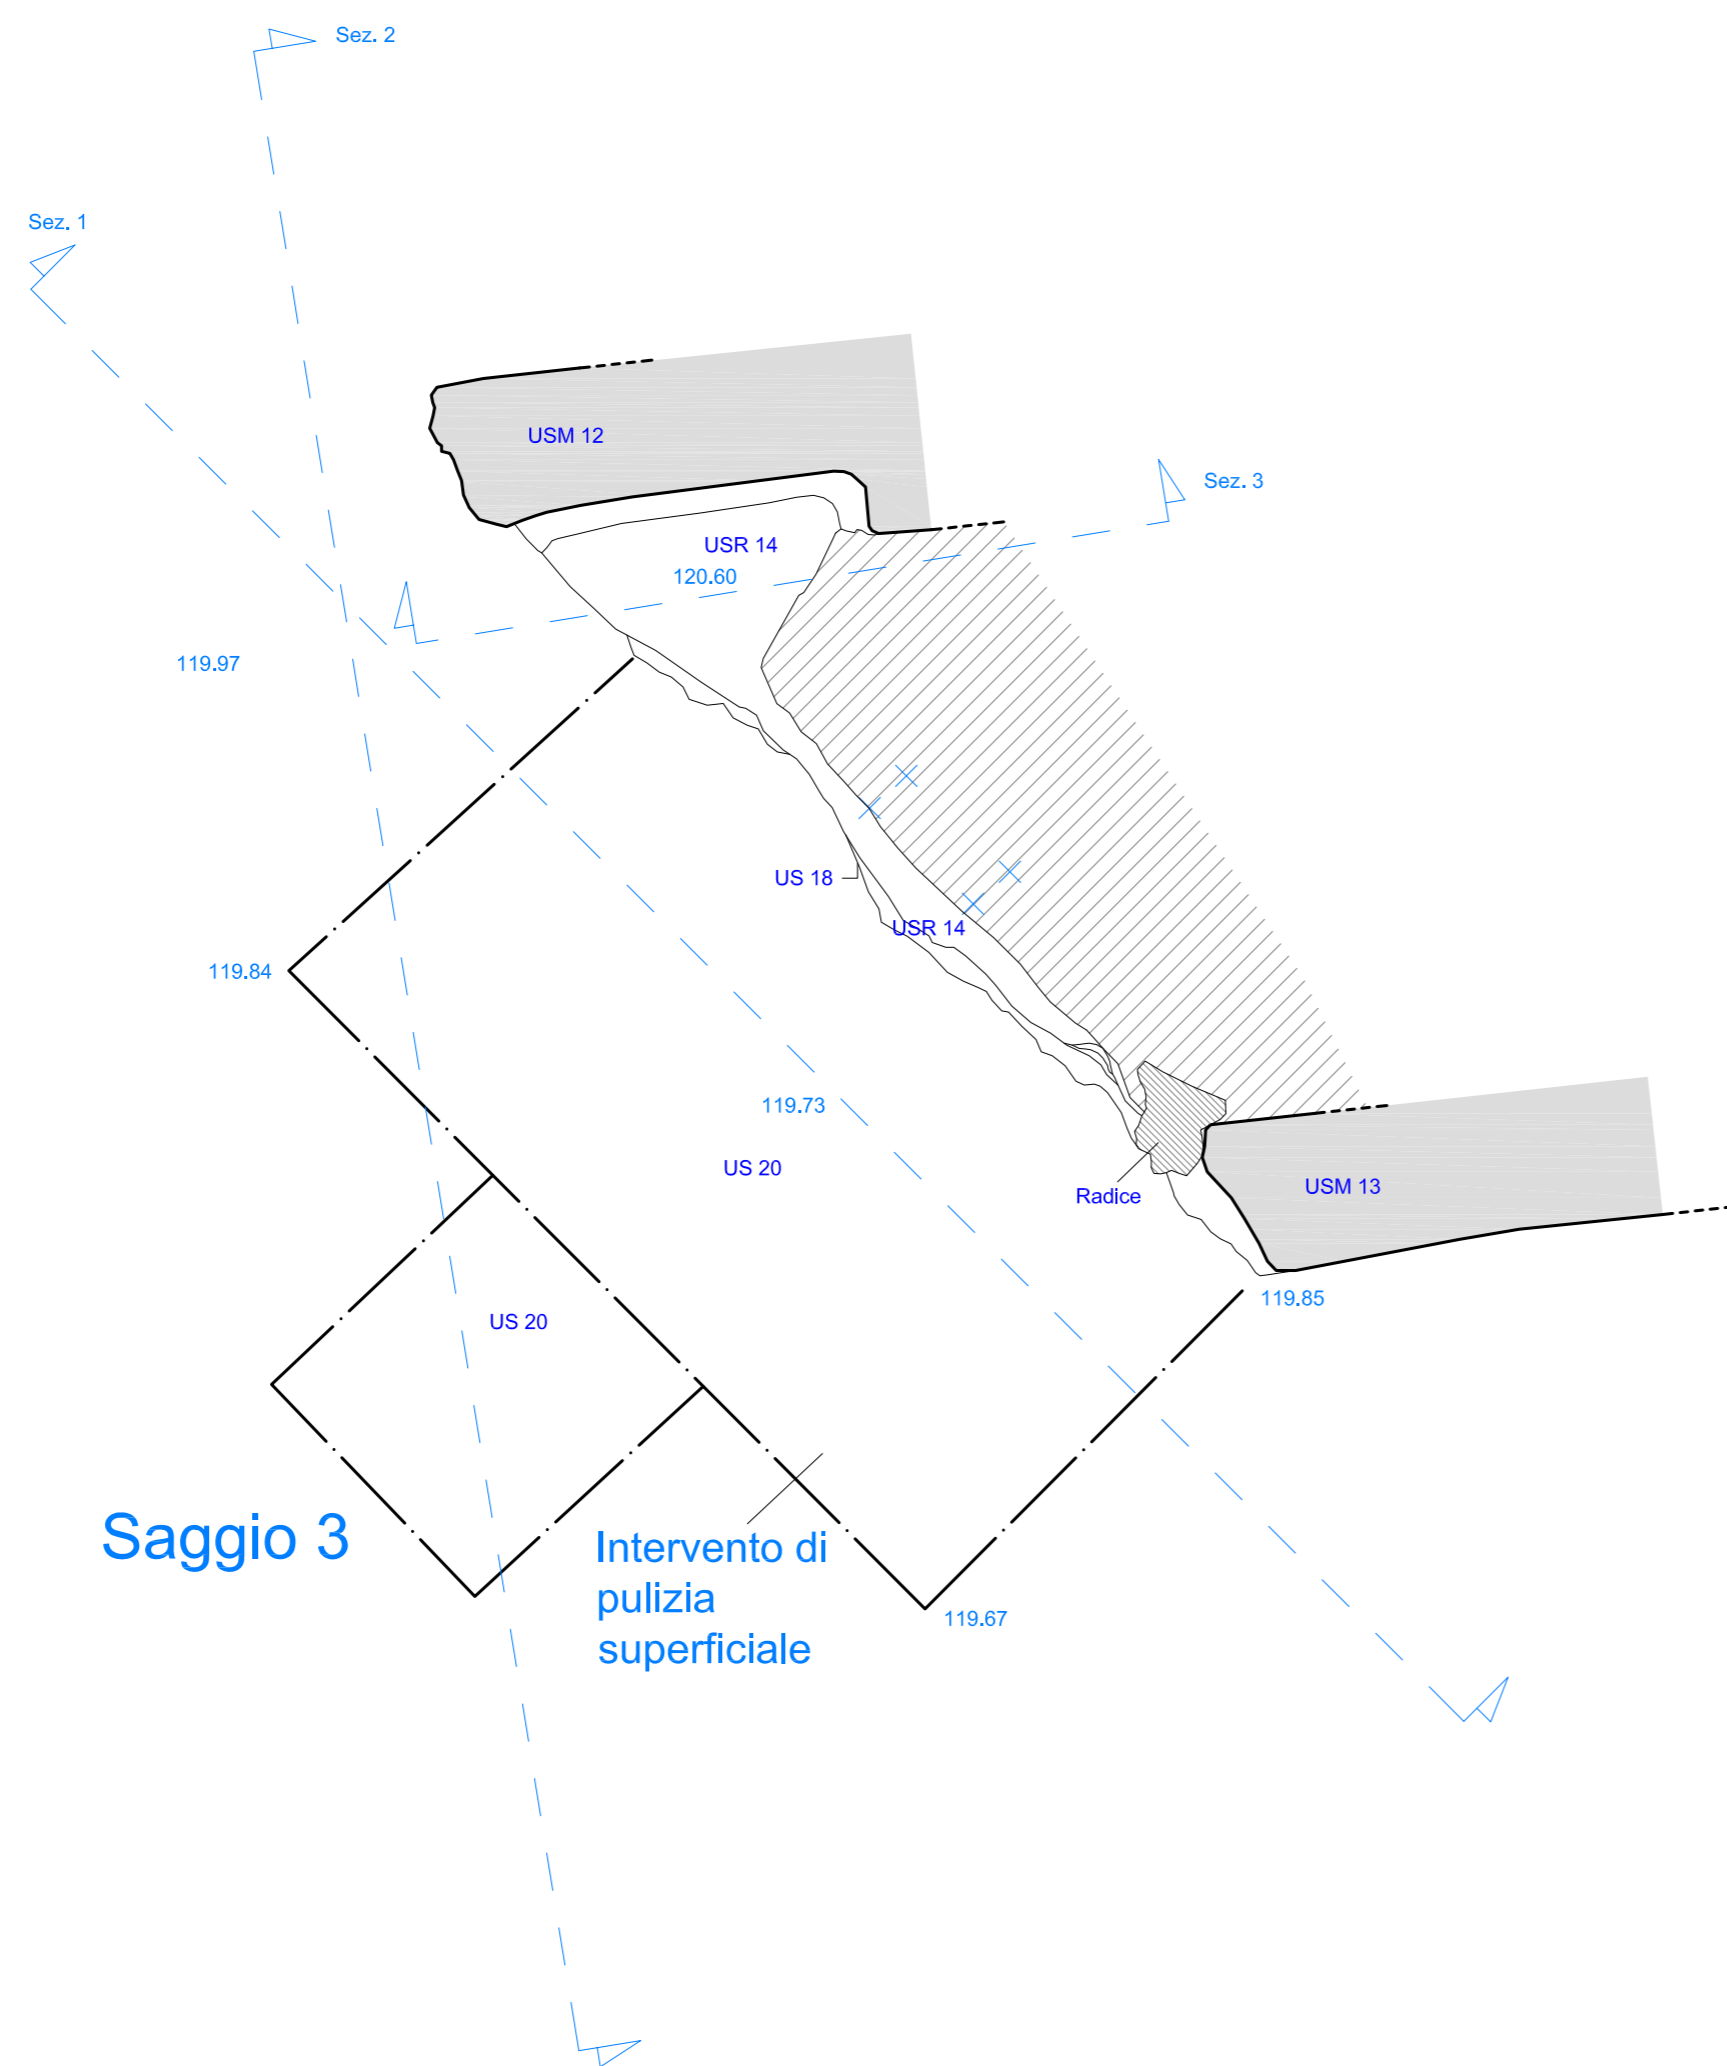 Sez. 2
Sez. 1
USM 12
Sez. 3
USR 14
120.60
119.97
US 18
USR 14
119.84
119.73
US 20
Radice
USM 13
119.85
US 20
Saggio 3
Intervento di
pulizia
superficiale
119.67